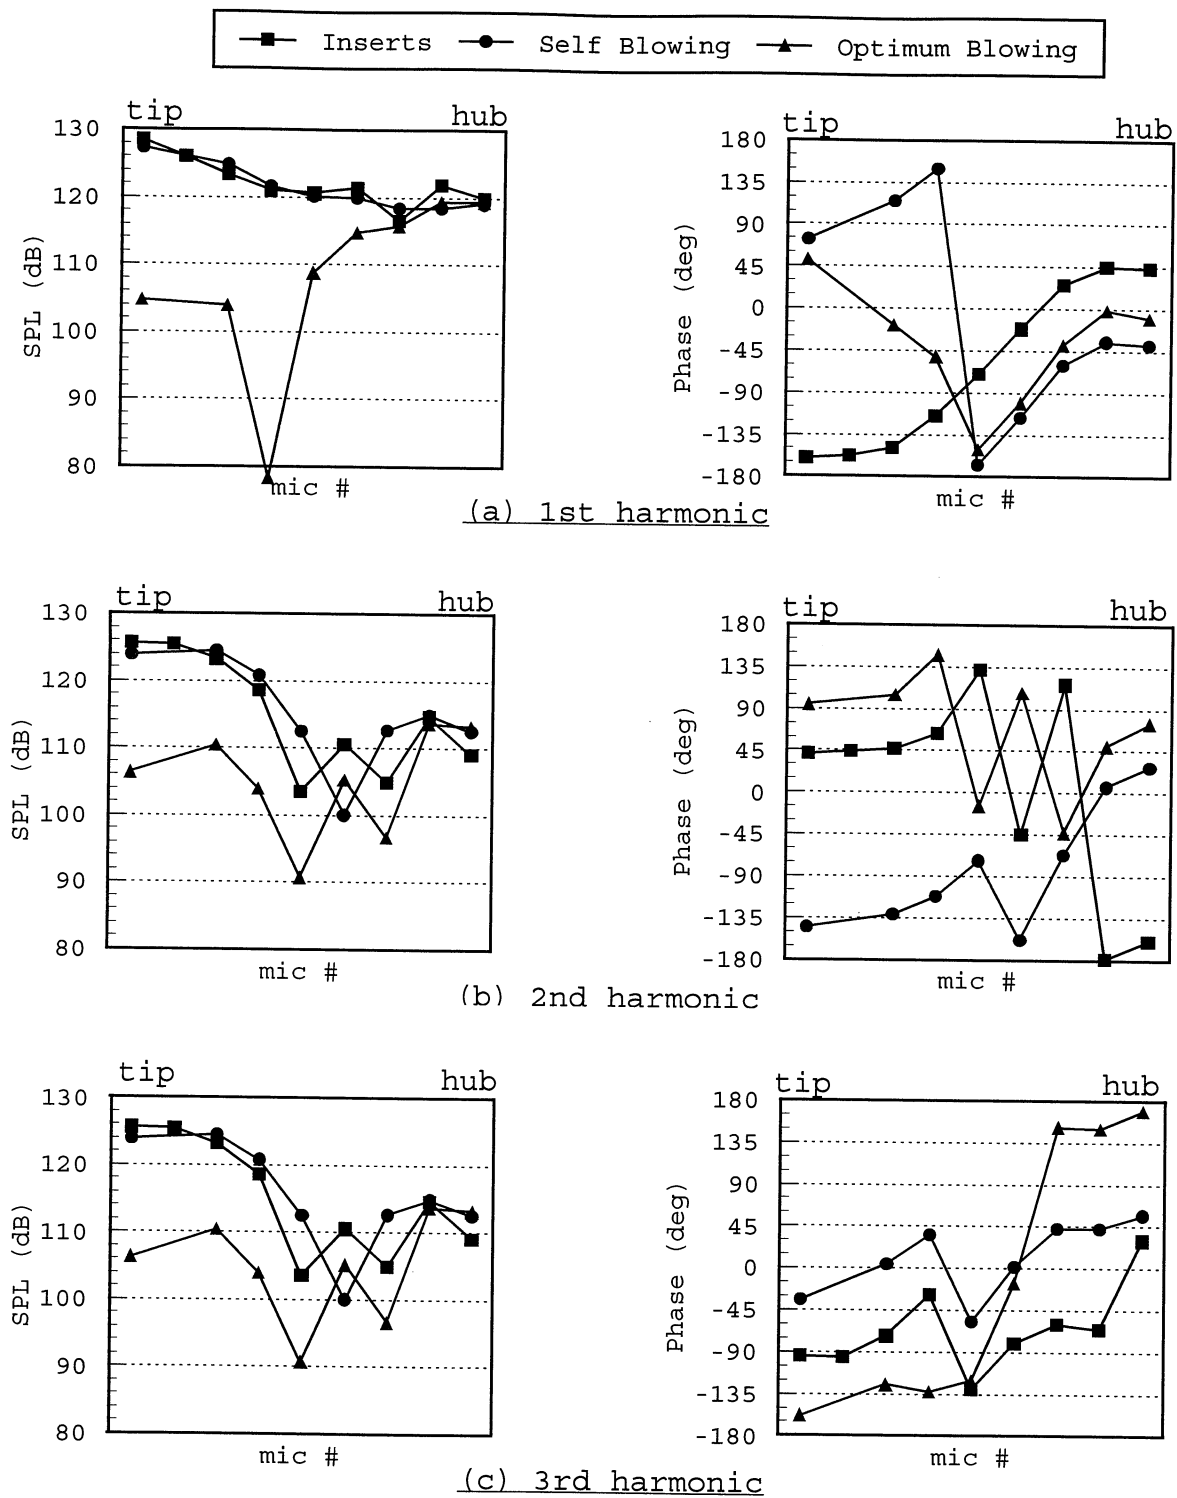 Inserts Self Blowing Optimum Blowing
tip hub
130
120
110
100
90
80
SPL (dB)
mic #
tip hub
180
135
90
45
0
-45
-90
-135
-180
Phase (deg)
mic #
(a) 1st harmonic
tip hub
130
120
110
100
90
80
SPL (dB)
mic #
tip hub
180
135
90
45
0
-45
-90
-135
-180
Phase (deg)
mic #
(b) 2nd harmonic
tip hub
130
120
110
100
90
80
SPL (dB)
mic #
tip hub
180
135
90
45
0
-45
-90
-135
-180
Phase (deg)
mic #
(c) 3rd harmonic